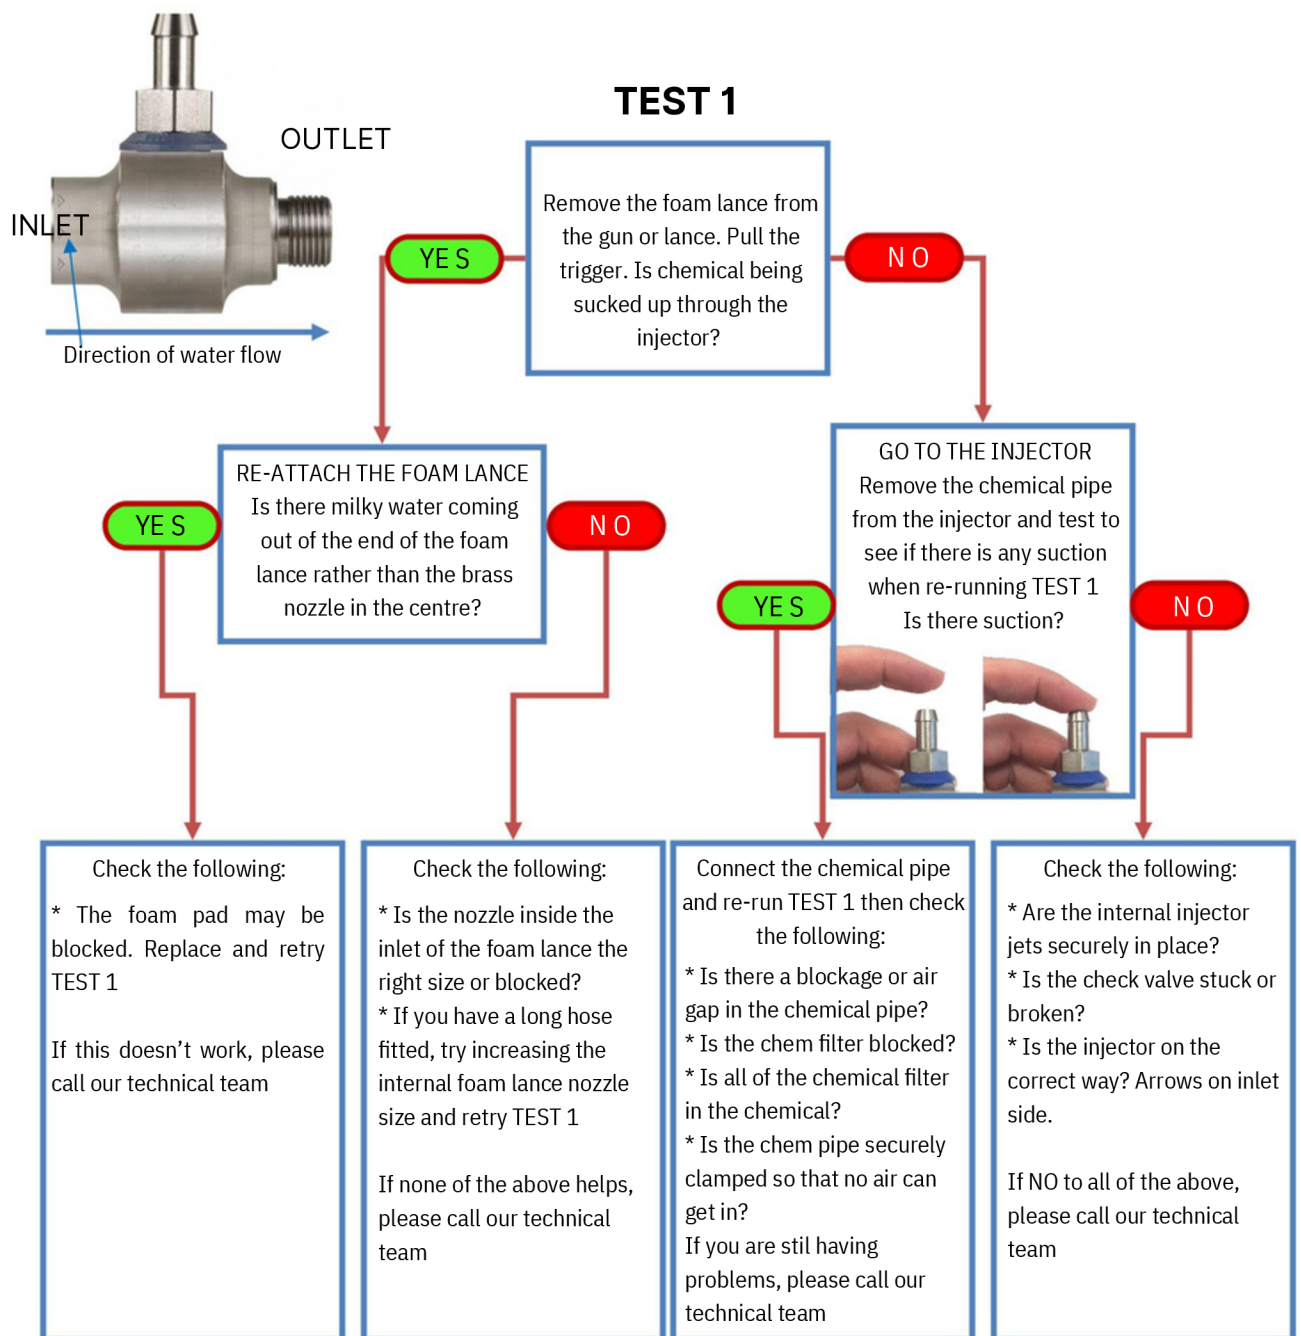 TEST 1
OUTLET
INLET
Direction of water flow
Remove the foam lance from
the gun or lance. Pull the
trigger. Is chemical being
sucked up through the
injector?
YES
NO
RE-ATTACH THE FOAM LANCE
Is there milky water coming
out of the end of the foam
lance rather than the brass
nozzle in the centre?
YES
NO
GO TO THE INJECTOR
Remove the chemical pipe
from the injector and test to
see if there is any suction
when re-running TEST 1
Is there suction?
YES
NO
Check the following:
* The foam pad may be
blocked. Replace and retry
TEST 1
If this doesn't work, please
call our technical team
Check the following:
* Is the nozzle inside the
inlet of the foam lance the
right size or blocked?
* If you have a long hose
fitted, try increasing the
internal foam lance nozzle
size and retry TEST 1
If none of the above helps,
please call our technical
team
Connect the chemical pipe
and re-run TEST 1 then check
the following:
* Is there a blockage or air
gap in the chemical pipe?
* Is the chem filter blocked?
* Is all of the chemical filter
in the chemical?
* Is the chem pipe securely
clamped so that no air can
get in?
If you are stil having
problems, please call our
technical team
Check the following:
* Are the internal injector
jets securely in place?
* Is the check valve stuck or
broken?
* Is the injector on the
correct way? Arrows on inlet
side.
If NO to all of the above,
please call our technical
team